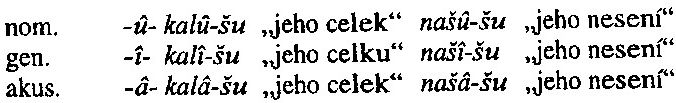 nom. -û- kalû-šu „jeho celek“ našû-šu „jeho nesení“
gen. -î- kalî-šu „jeho celku“ našî-šu „jeho nesení“
akus. -â- kalâ-šu „jeho celek“ našâ-šu „jeho nesení“